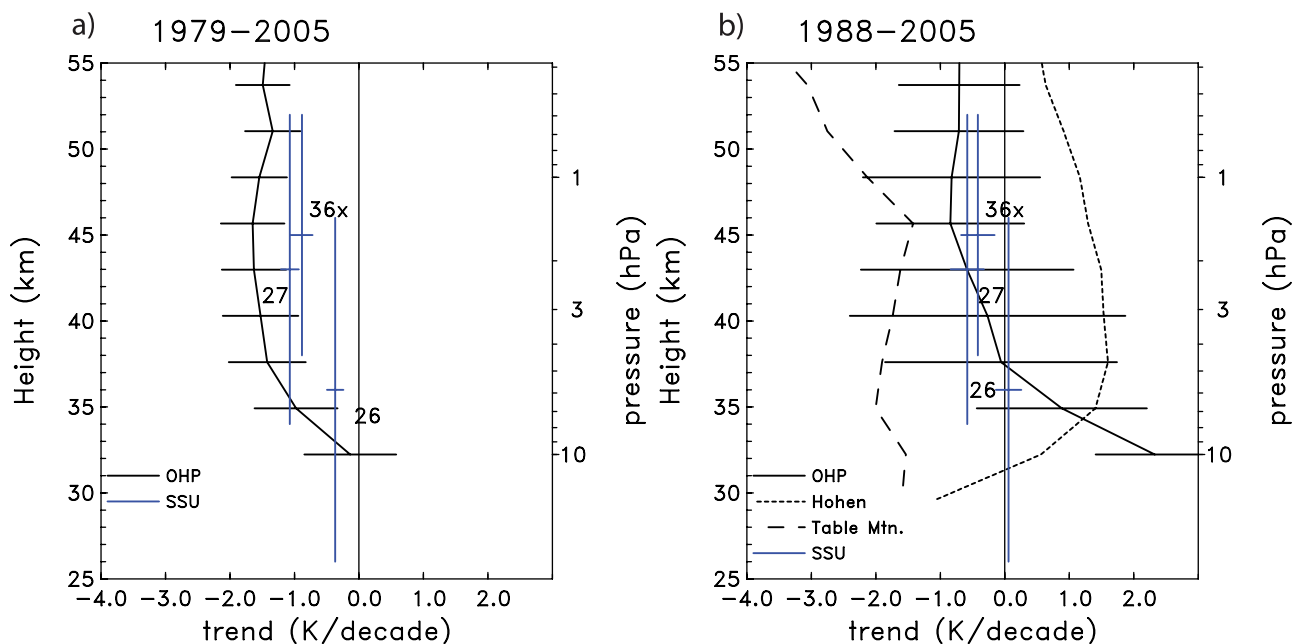 a)
1979–2005
55
50
45
40
35
30
25
Height (km)
1
3
10
pressure (hPa)
36x
27
26
OHP
SSU
-4.0 -3.0 -2.0 -1.0 0.0 1.0 2.0
trend (K/decade)
b)
1988–2005
55
50
45
40
35
30
25
Height (km)
1
3
10
pressure (hPa)
36x
27
26
OHP
Hohen
Table Mtn.
SSU
-4.0 -3.0 -2.0 -1.0 0.0 1.0 2.0
trend (K/decade)